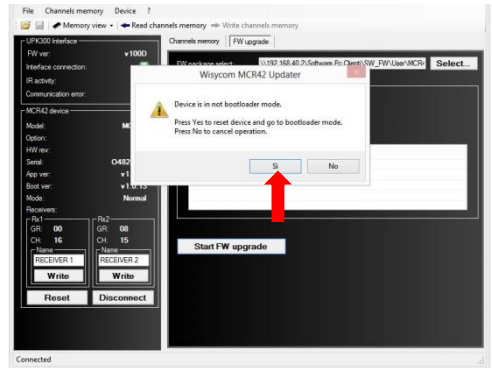 File Channels memory Device ?
Memory view Read channels memory Write channels memory
UPK300 Interface
FW ver: v100D
Interface connection:
IR activity:
Communication error:
MCR42 device
Model:
Option:
HW rev:
Serial:
App ver:
Boot ver:
Mode: Normal
Receivers:
Rx1 Rx2
GR: 00 GR: 08
CH: 16 CH: 15
Name Name
RECEIVER 1 RECEIVER 2
Write Write
Reset Disconnect
Channels memory FW upgrade
FW package select: Select...
Wisycom MCR42 Updater
Device is in not bootloader mode.
Press Yes to reset device and go to bootloader mode.
Press No to cancel operation.
Si No
Start FW upgrade
Connected